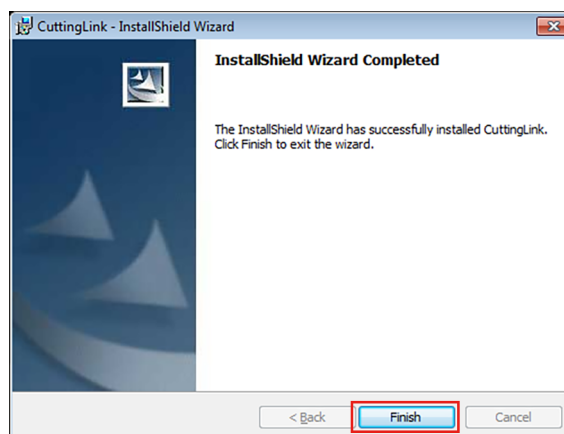 CuttingLink - InstallShield Wizard
InstallShield Wizard Completed
The InstallShield Wizard has successfully installed CuttingLink.
Click Finish to exit the wizard.
< Back
Finish
Cancel